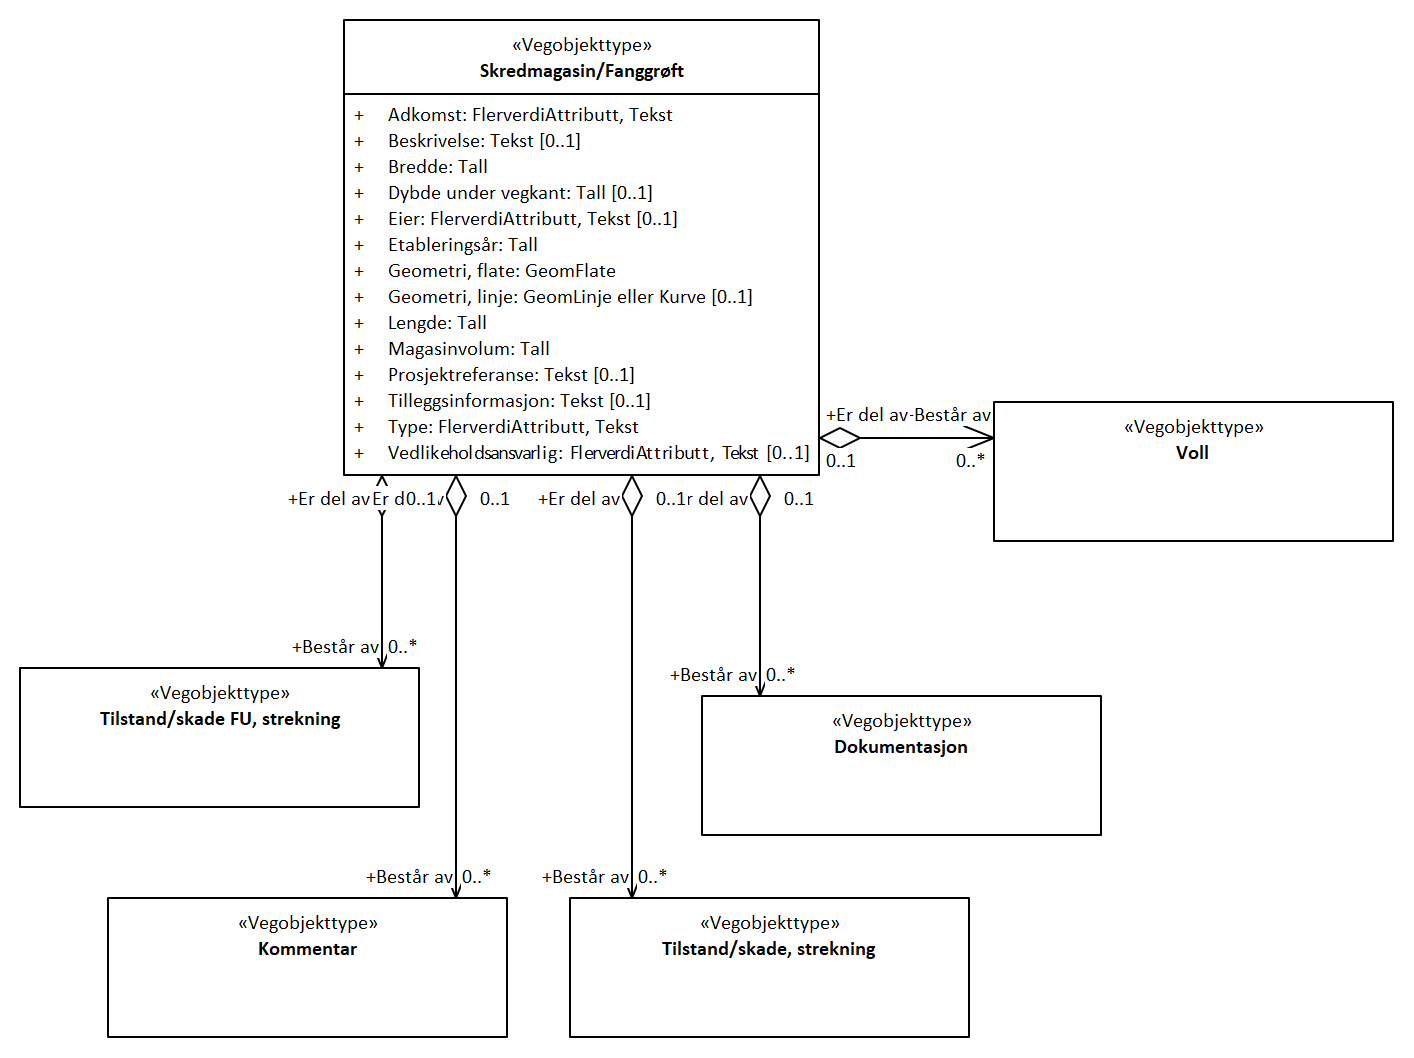 «Vegobjekttype»
Skredmagasin/Fanggrøft
+ Adkomst: FlerverdiAttributt, Tekst
+ Beskrivelse: Tekst [0..1]
+ Bredde: Tall
+ Dybde under vegkant: Tall [0..1]
+ Eier: FlerverdiAttributt, Tekst [0..1]
+ Etableringsår: Tall
+ Geometri, flate: GeomFlate
+ Geometri, linje: GeomLinje eller Kurve [0..1]
+ Lengde: Tall
+ Magasinvolum: Tall
+ Prosjektreferanse: Tekst [0..1]
+ Tilleggsinformasjon: Tekst [0..1]
+ Type: FlerverdiAttributt, Tekst
+ Vedlikeholdsansvarlig: FlerverdiAttributt, Tekst [0..1]
+Er del av Består av
0..1 0..*
«Vegobjekttype»
Voll
+Er del av Er d 0..1 0..1 +Er del av 0..1 r del av 0..1
+Består av 0..*
«Vegobjekttype»
Tilstand/skade FU, strekning
+Består av 0..*
«Vegobjekttype»
Dokumentasjon
+Består av 0..* +Består av 0..*
«Vegobjekttype»
Kommentar
«Vegobjekttype»
Tilstand/skade, strekning